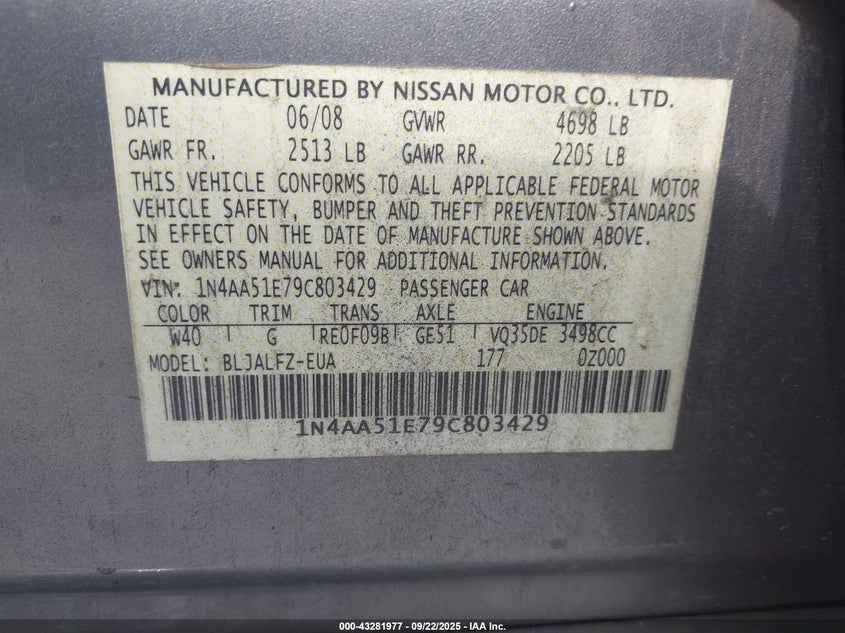 MANUFACTURED BY NISSAN MOTOR CO., LTD.
DATE 06/08 GVWR 4698 LB
GAWR FR. 2513 LB GAWR RR. 2205 LB
THIS VEHICLE CONFORMS TO ALL APPLICABLE FEDERAL MOTOR
VEHICLE SAFETY, BUMPER AND THEFT PREVENTION STANDARDS
IN EFFECT ON THE DATE OF MANUFACTURE SHOWN ABOVE.
SEE OWNERS MANUAL FOR ADDITIONAL INFORMATION.
VIN: 1N4AA51E79C803429 PASSENGER CAR
COLOR TRIM TRANS AXLE ENGINE
W40 G RE0F09B GE51 VQ35DE 3498CC
MODEL: BLJALFZ-EUA 177 0Z000
1N4AA51E79C803429
000-43281977 - 09/22/2025 - IAA Inc.